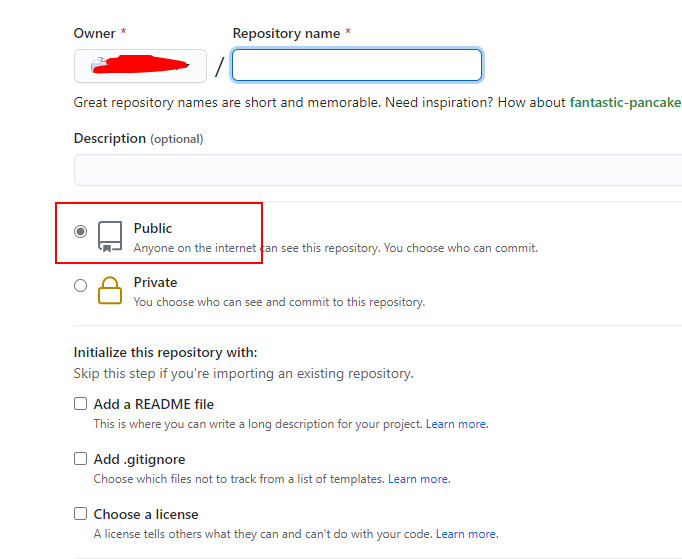 Owner *
Repository name *
/
Great repository names are short and memorable. Need inspiration? How about fantastic-pancake
Description (optional)
Public
Anyone on the internet can see this repository. You choose who can commit.
Private
You choose who can see and commit to this repository.
Initialize this repository with:
Skip this step if you’re importing an existing repository.
Add a README file
This is where you can write a long description for your project. Learn more.
Add .gitignore
Choose which files not to track from a list of templates. Learn more.
Choose a license
A license tells others what they can and can't do with your code. Learn more.